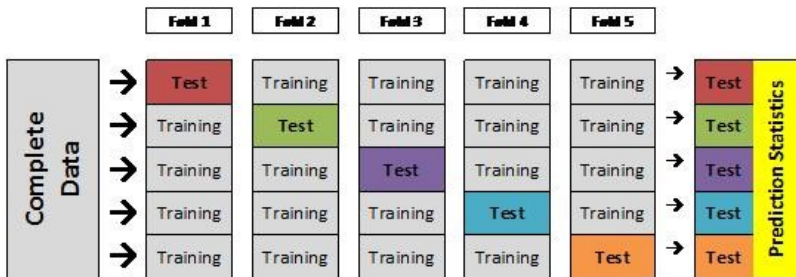 Fold 1 Fold 2 Fold 3 Fold 4 Fold 5
Complete Data
Test Training Training Training Training Test
Training Test Training Training Training Test
Training Training Test Training Training Test
Training Training Training Test Training Test
Training Training Training Training Test Test
Prediction Statistics